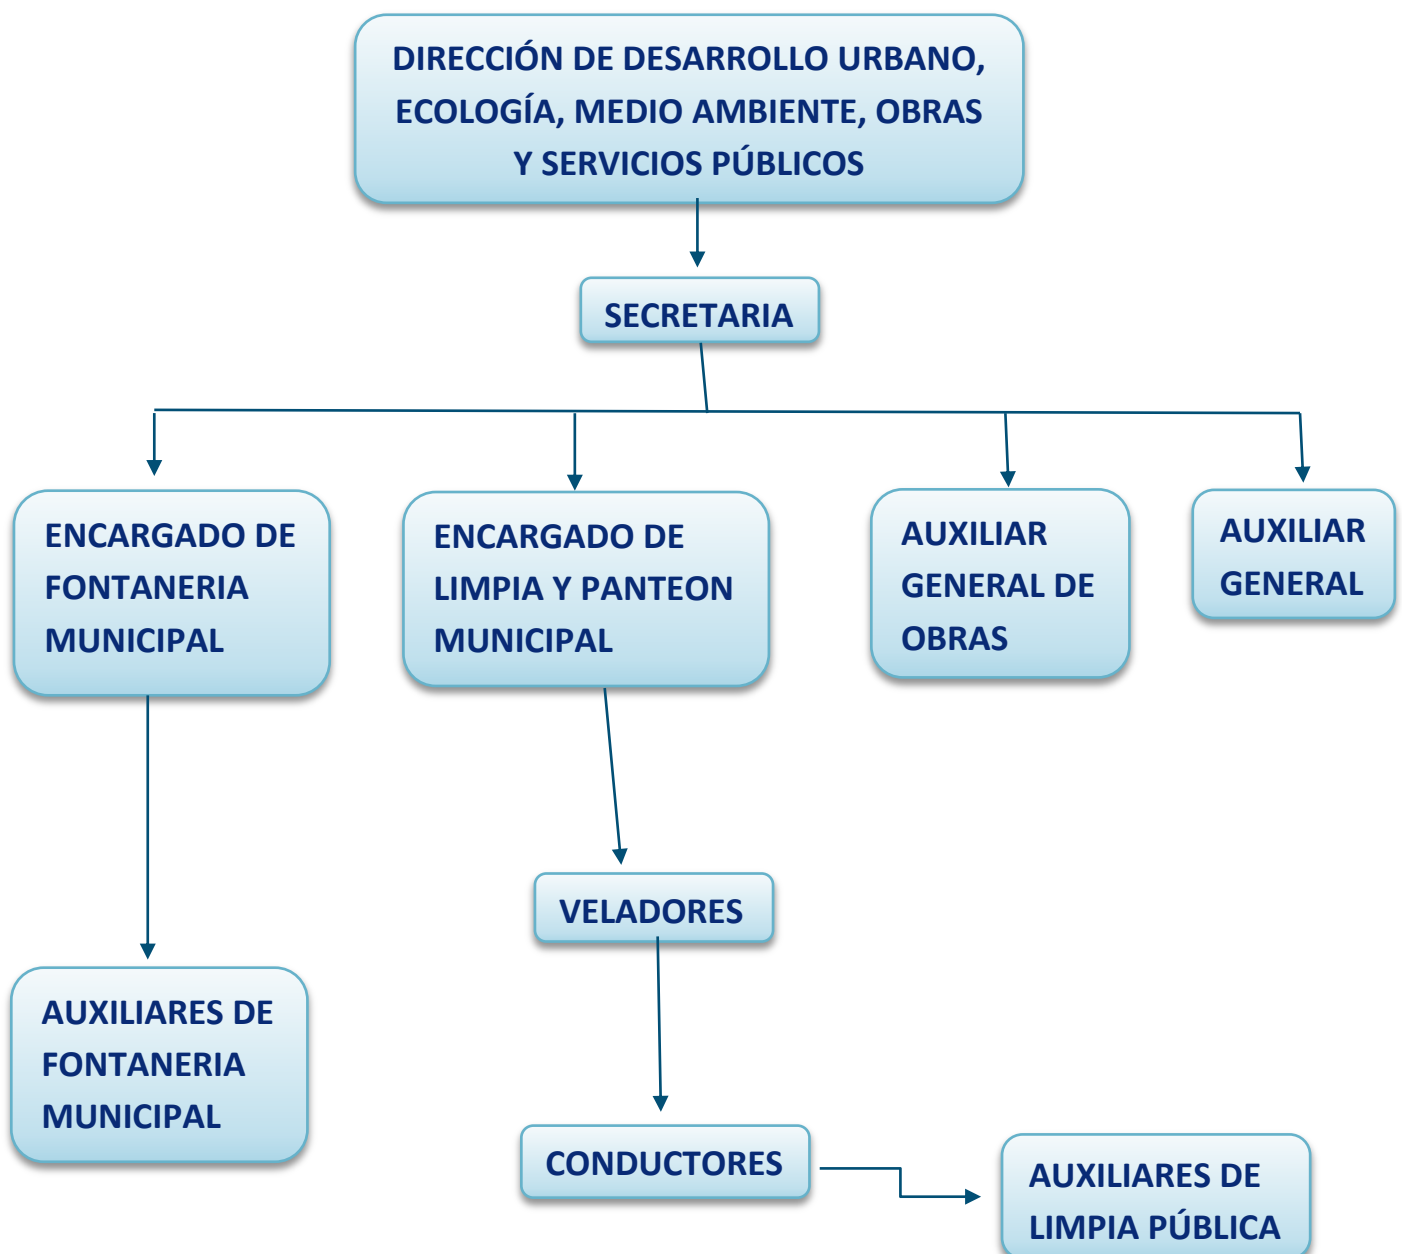 DIRECCIÓN DE DESARROLLO URBANO,
ECOLOGÍA, MEDIO AMBIENTE, OBRAS
Y SERVICIOS PÚBLICOS
SECRETARIA
ENCARGADO DE
FONTANERIA
MUNICIPAL
ENCARGADO DE
LIMPIA Y PANTEON
MUNICIPAL
AUXILIAR
GENERAL DE
OBRAS
AUXILIAR
GENERAL
VELADORES
AUXILIARES DE
FONTANERIA
MUNICIPAL
CONDUCTORES
AUXILIARES DE
LIMPIA PÚBLICA